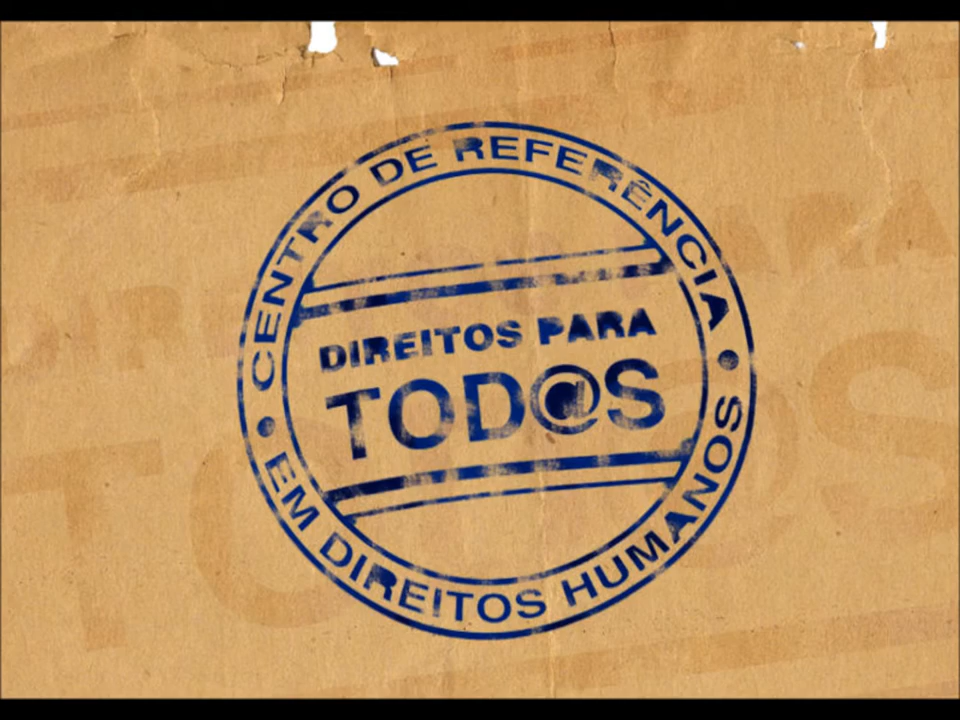 CENTRO DE REFERÊNCIA
DIREITOS PARA
TOD@S
EM DIREITOS HUMANOS